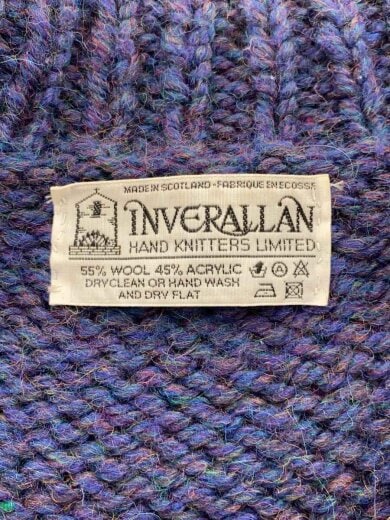 MADE IN SCOTLAND - FABRIQUE EN ECOSSE
INVERALLAN
HAND KNITTERS LIMITED
55% WOOL 45% ACRYLIC
DRYCLEAN OR HAND WASH
AND DRY FLAT